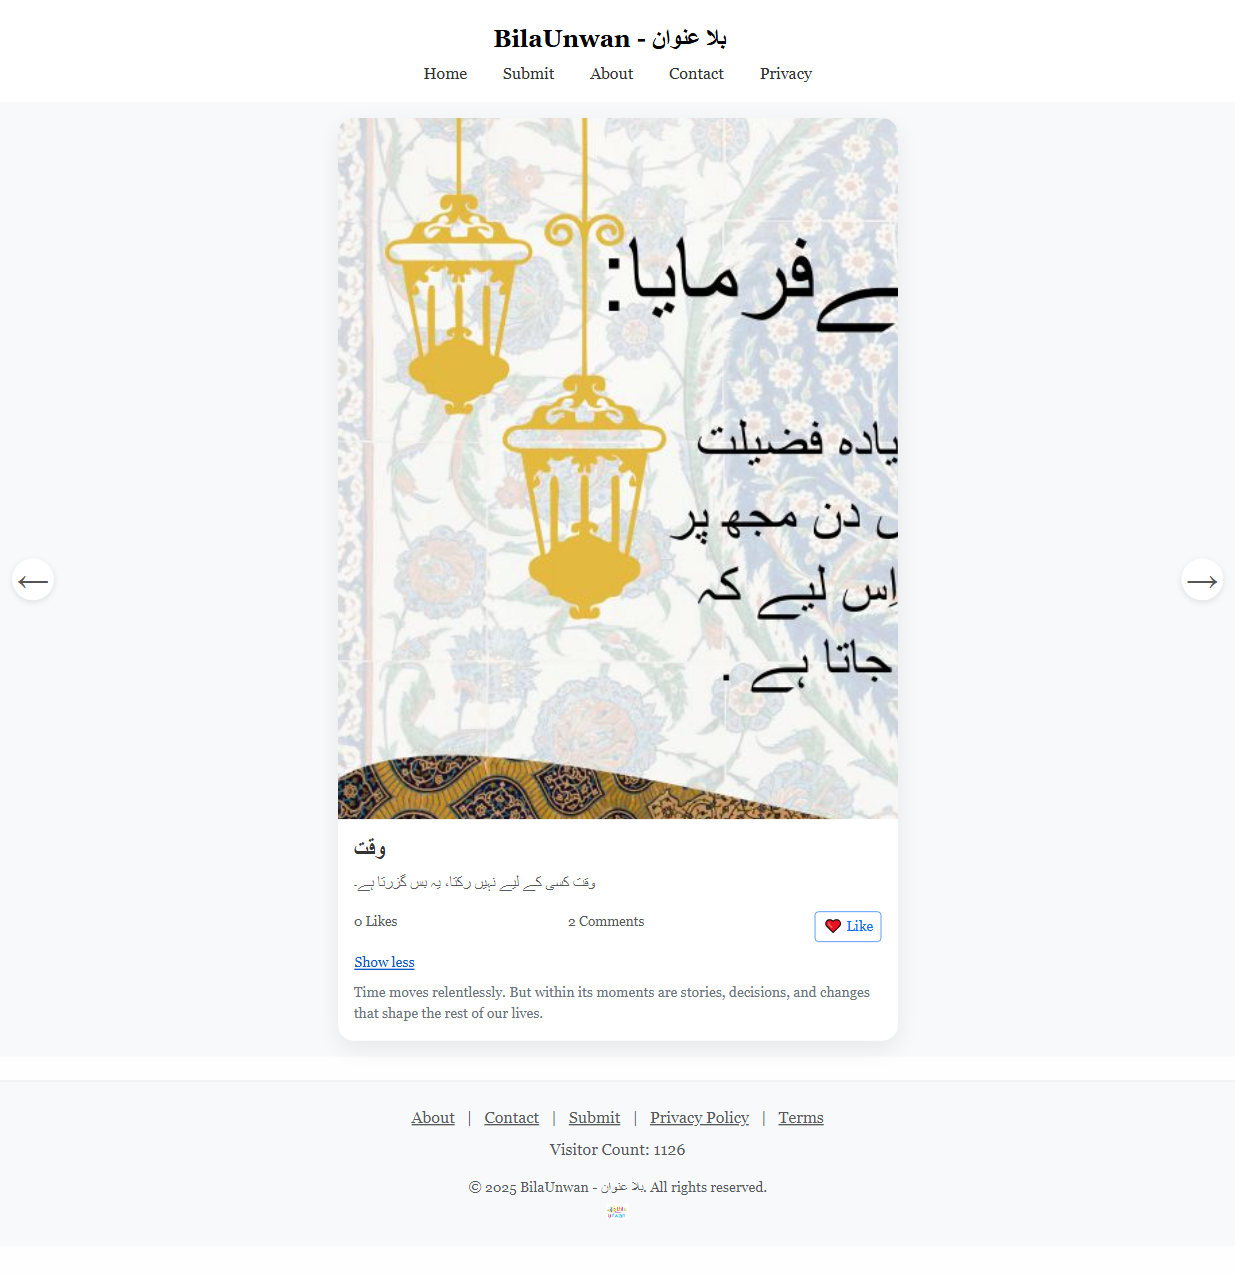 BilaUnwan - بلا عنوان
Home Submit About Contact Privacy
ے فرمایا:
یادہ فضیلت
دن مجھ پر
اِس لیے کہ
جاتا ہے .
وقت
وقت کسی کے لیے نہیں رکتا، یہ بس گزرتا ہے۔
0 Likes 2 Comments ❤️ Like
Show less
Time moves relentlessly. But within its moments are stories, decisions, and changes
that shape the rest of our lives.
About | Contact | Submit | Privacy Policy | Terms
Visitor Count: 1126
© 2025 BilaUnwan - بلا عنوان. All rights reserved.